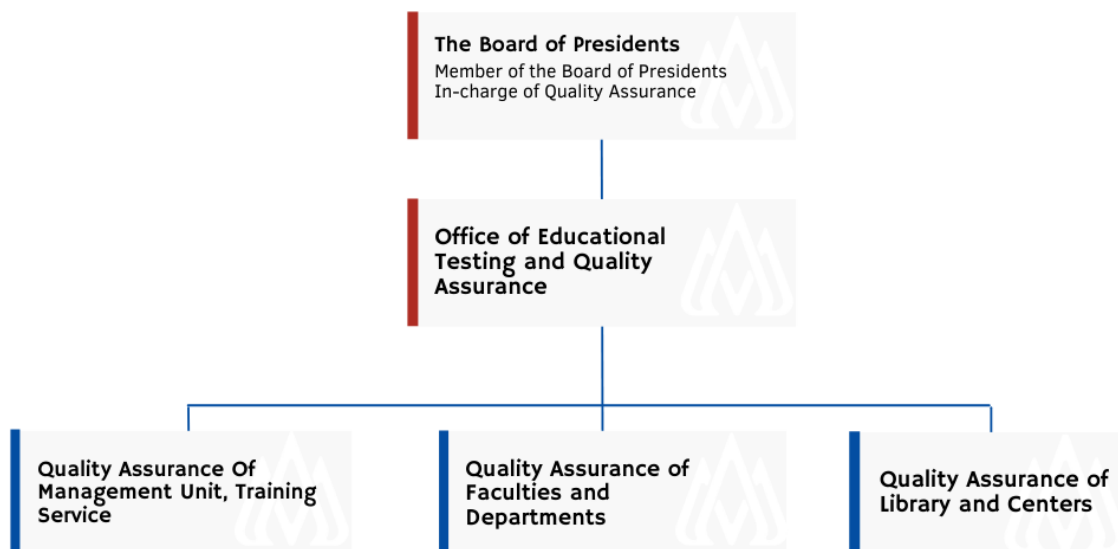 The Board of Presidents
Member of the Board of Presidents
In-charge of Quality Assurance
Office of Educational
Testing and Quality
Assurance
Quality Assurance Of
Management Unit, Training
Service
Quality Assurance of
Faculties and
Departments
Quality Assurance of
Library and Centers